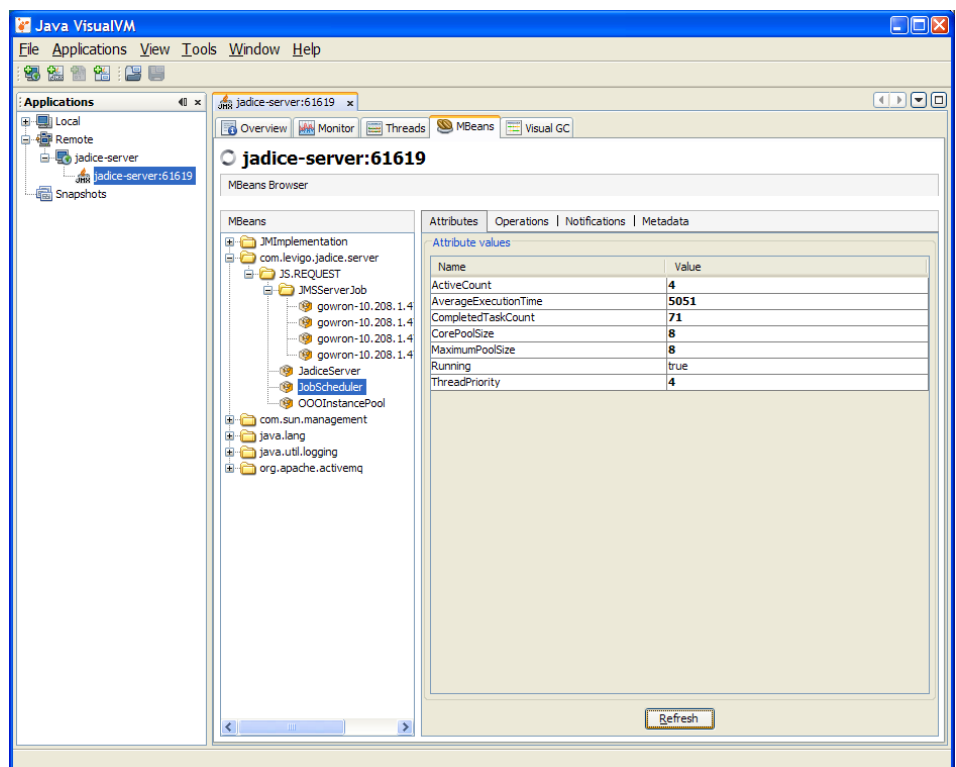 Java VisualVM
File Applications View Tools Window Help
Applications
Local
Remote
jadice-server
jadice-server:61619
Snapshots
jadice-server:61619
Overview Monitor Threads MBeans Visual GC
jadice-server:61619
MBeans Browser
MBeans
JMImplementation
com.levigo.jadice.server
JS.REQUEST
JMSServerJob
gowron-10.208.1.4
gowron-10.208.1.4
gowron-10.208.1.4
gowron-10.208.1.4
JadiceServer
JobScheduler
OOOInstancePool
com.sun.management
java.lang
java.util.logging
org.apache.activemq
Attributes Operations Notifications Metadata
Attribute values
Name Value
ActiveCount 4
AverageExecutionTime 5051
CompletedTaskCount 71
CorePoolSize 8
MaximumPoolSize 8
Running true
ThreadPriority 4
Refresh